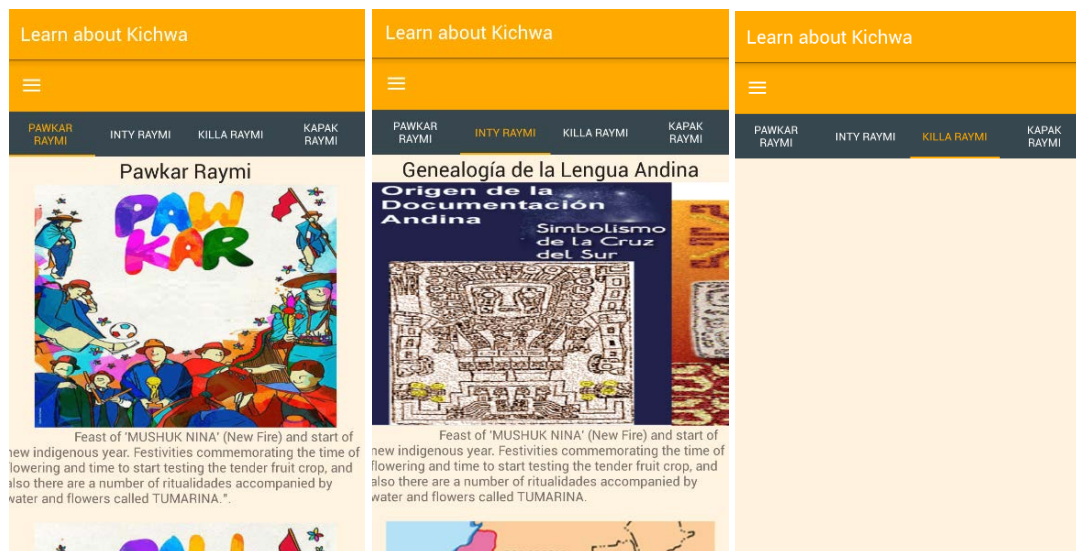 Learn about Kichwa
PAWKAR RAYMI
INTY RAYMI
KILLA RAYMI
KAPAK RAYMI
Pawkar Raymi
PAW
KAR
Feast of 'MUSHUK NINA' (New Fire) and start of
new indigenous year. Festivities commemorating the time of
flowering and time to start testing the tender fruit crop, and
also there are a number of ritualidades accompanied by
water and flowers called TUMARINA.".
PAW
Learn about Kichwa
PAWKAR RAYMI
INTY RAYMI
KILLA RAYMI
KAPAK RAYMI
Genealogía de la Lengua Andina
Origen de la
Documentación
Andina
Simbolismo
de la Cruz
del Sur
Feast of 'MUSHUK NINA' (New Fire) and start of
new indigenous year. Festivities commemorating the time of
flowering and time to start testing the tender fruit crop, and
also there are a number of ritualidades accompanied by
water and flowers called TUMARINA.
Learn about Kichwa
PAWKAR RAYMI
INTY RAYMI
KILLA RAYMI
KAPAK RAYMI